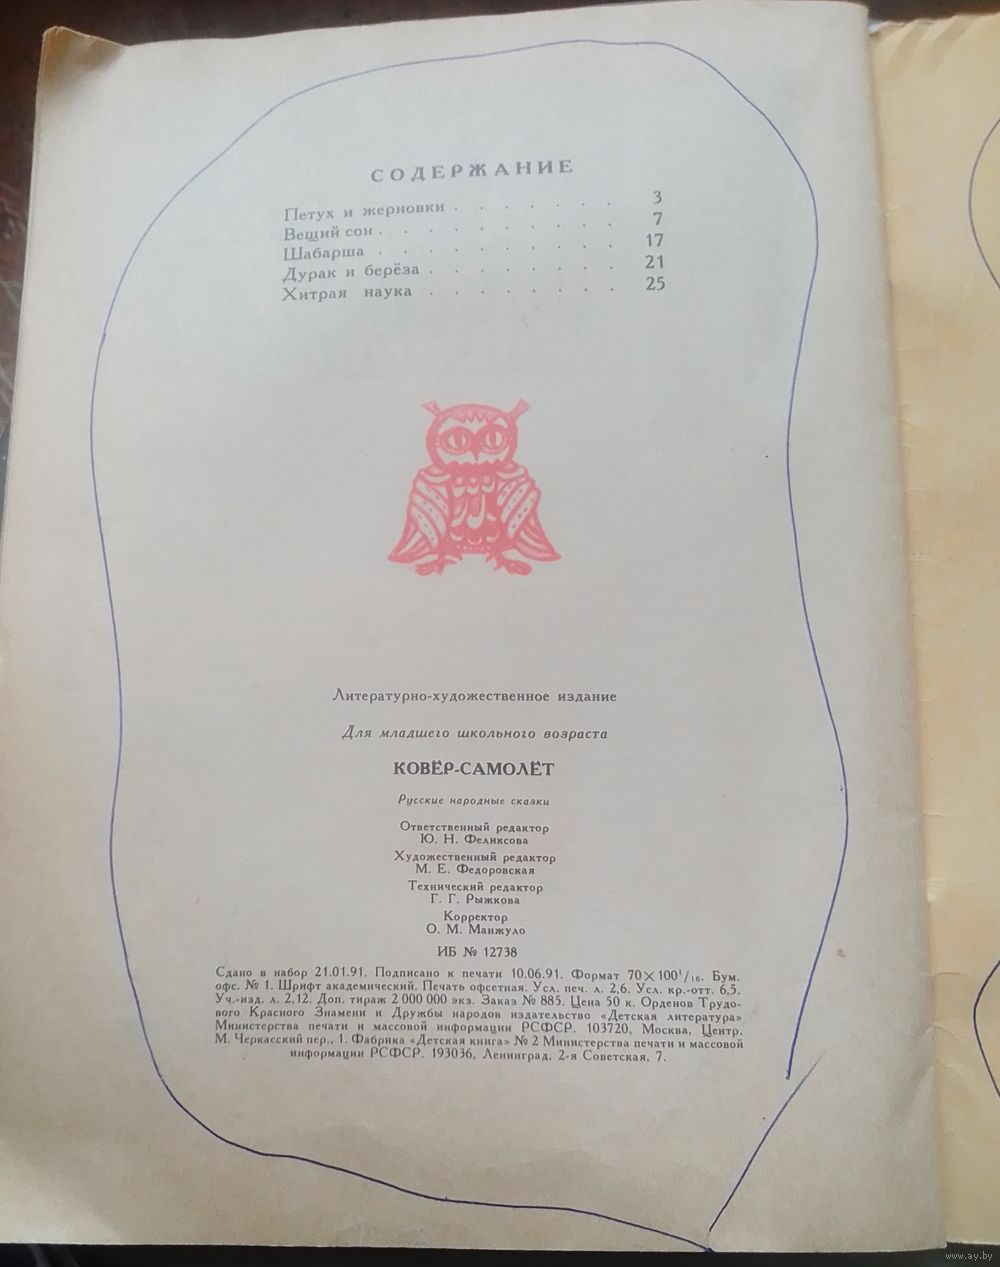 СОДЕРЖАНИЕ
Петух и жерновки . . . . . . . 3
Вещий сон . . . . . . . . . 7
Шабарша . . . . . . . . . 17
Дурак и берёза . . . . . . . . 21
Хитрая наука . . . . . . . . 25
Литературно-художественное издание
Для младшего школьного возраста
КОВЁР-САМОЛЁТ
Русские народные сказки
Ответственный редактор
Ю. Н. Феликсова
Художественный редактор
М. Е. Федоровская
Технический редактор
Г. Г. Рыжкова
Корректор
О. М. Манжуло
ИБ № 12738
Сдано в набор 21.01.91. Подписано к печати 10.06.91. Формат 70×100¹/₁₆. Бум.
офс. № 1. Шрифт академический. Печать офсетная. Усл. печ. л. 2,6. Усл. кр.-отт. 6,5.
Уч.-изд. л. 2,12. Доп. тираж 2 000 000 экз. Заказ № 885. Цена 50 к. Орденов Трудо-
вого Красного Знамени и Дружбы народов издательство «Детская литература»
Министерства печати и массовой информации РСФСР. 103720, Москва, Центр,
М. Черкасский пер., 1. Фабрика «Детская книга» № 2 Министерства печати и массовой
информации РСФСР. 193036, Ленинград, 2-я Советская, 7.
www.ay.by